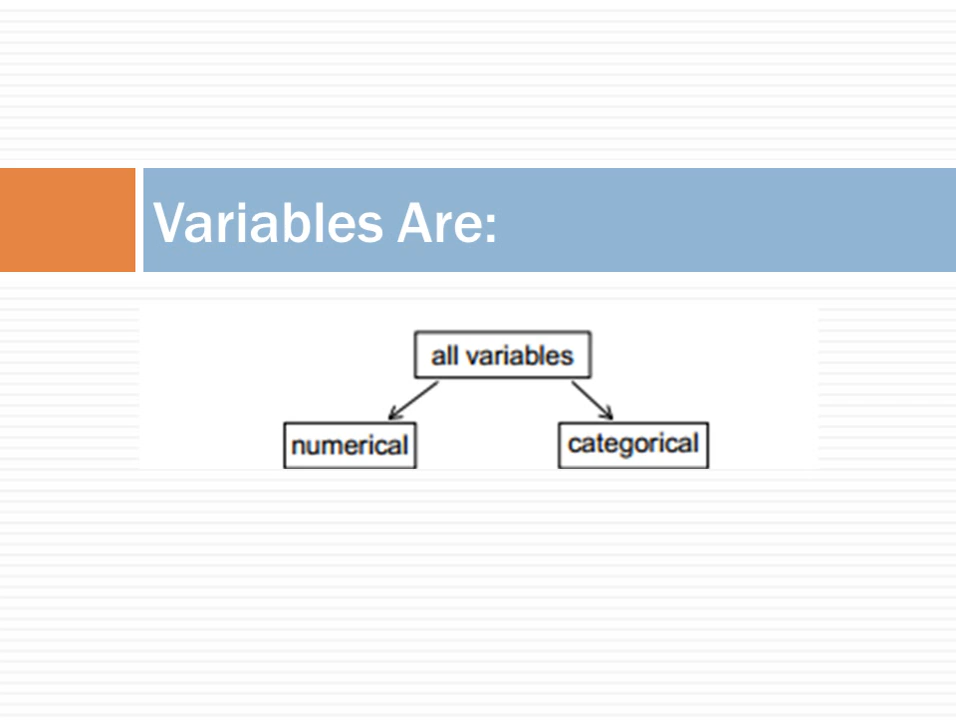 Variables Are:
all variables
numerical
categorical